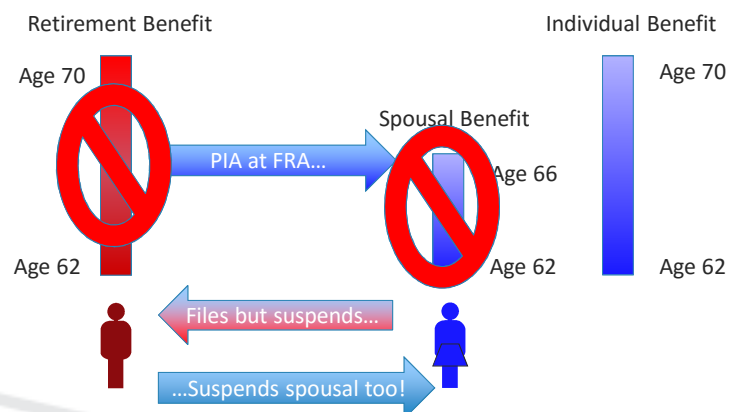 Retirement Benefit
Individual Benefit
Age 70
Age 70
Spousal Benefit
PIA at FRA…
Age 66
Age 62
Age 62
Age 62
Files but suspends…
…Suspends spousal too!